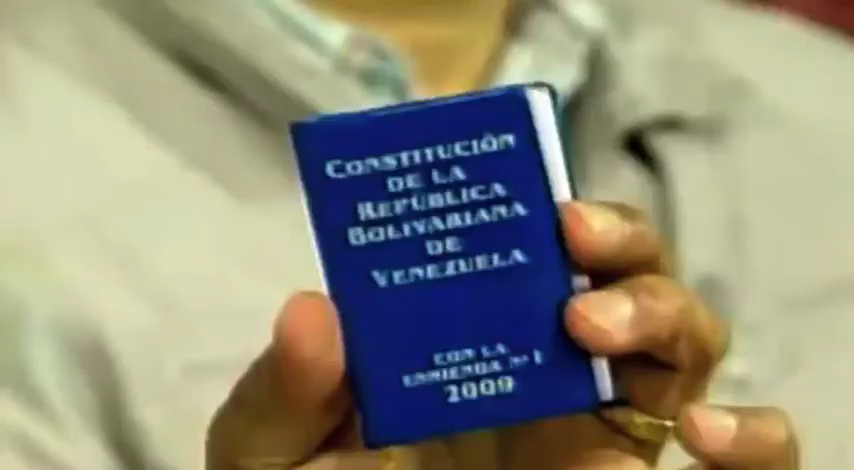 CONSTITUCIÓN
DE LA
REPÚBLICA
BOLIVARIANA
DE
VENEZUELA
CON LA
ENMIENDA Nº 1
2009